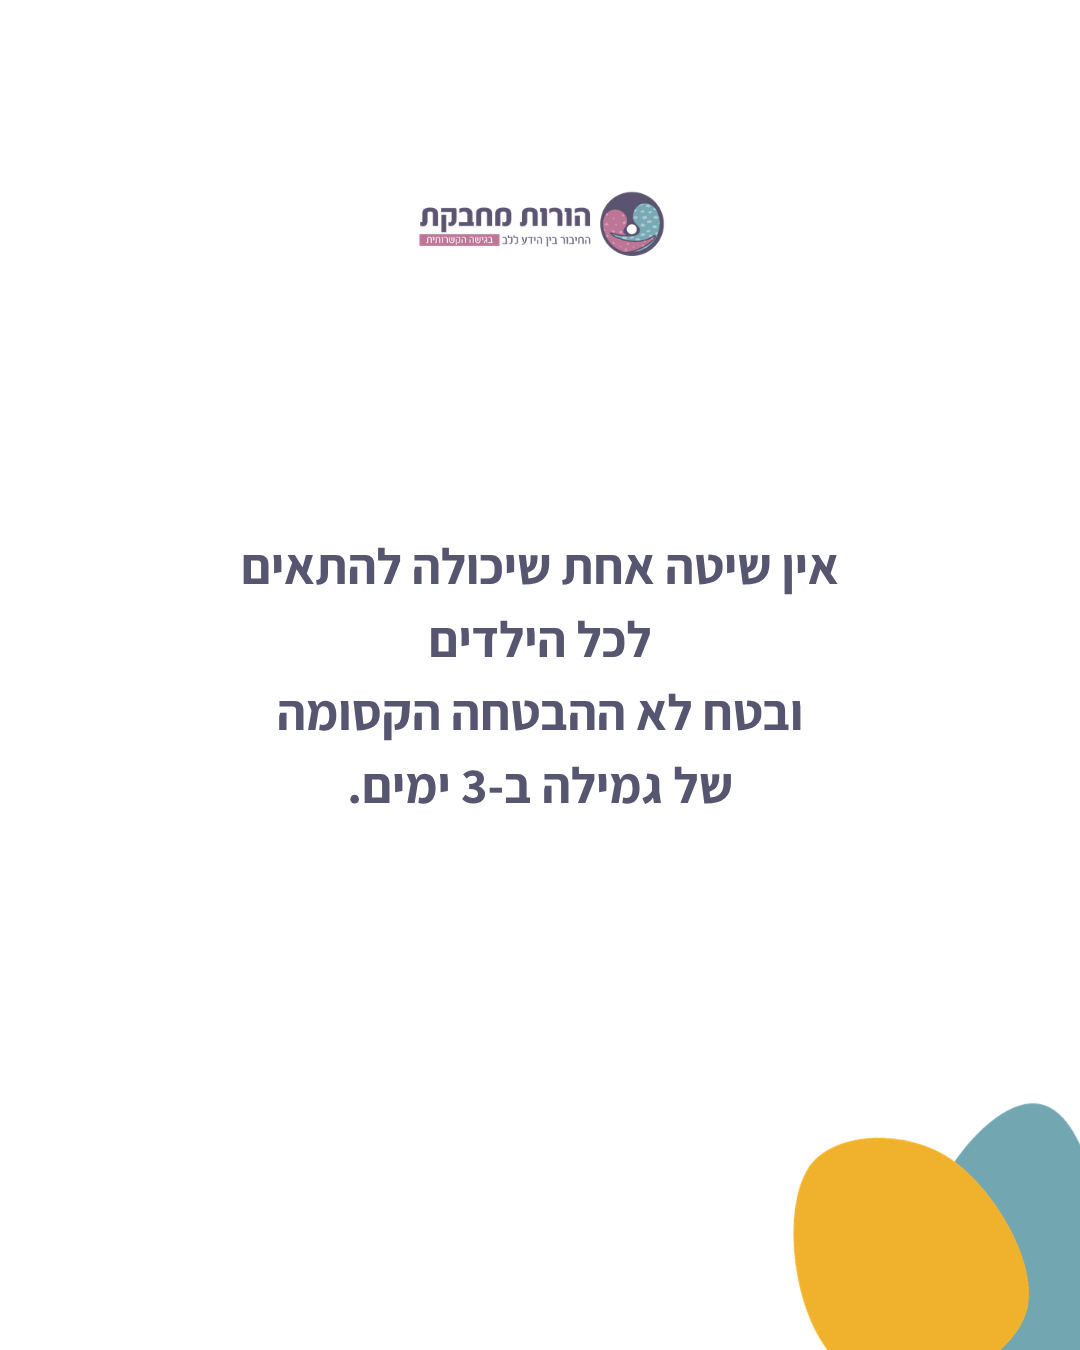 הורות מחבקת
החיבור בין הידע ללב בגישה הקשרותית
אין שיטה אחת שיכולה להתאים
לכל הילדים
ובטח לא ההבטחה הקסומה
של גמילה ב-3 ימים.